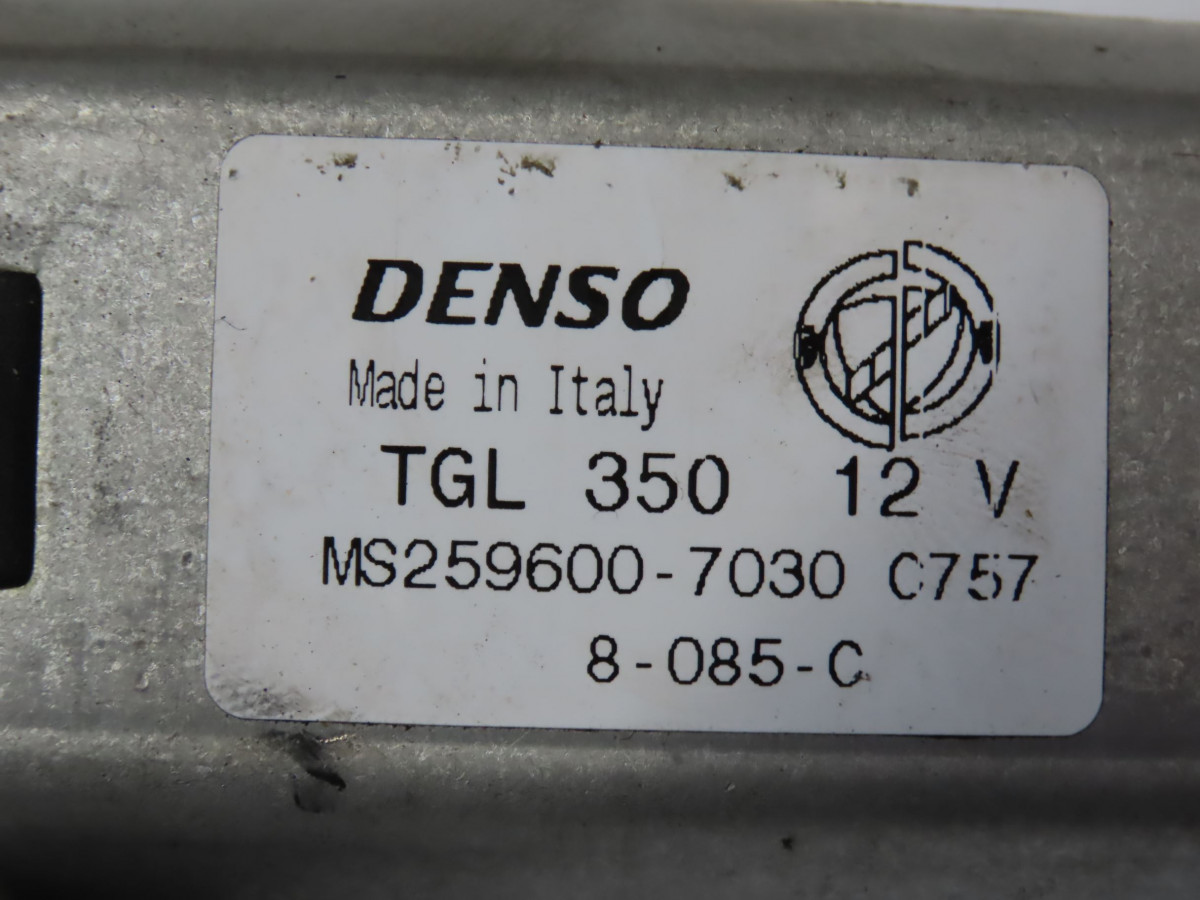 DENSO
Made in Italy
TGL 350 12 V
MS259600-7030 C757
8-085-C